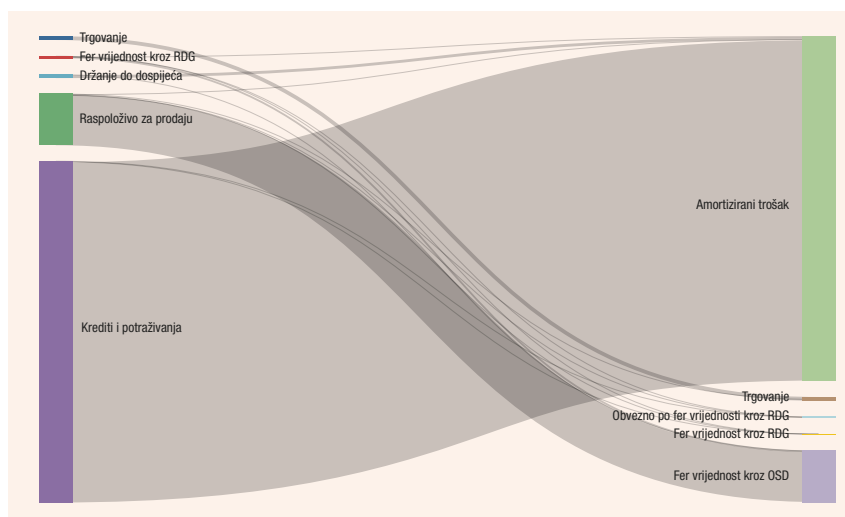 Trgovanje
Fer vrijednost kroz RDG
Držanje do dospijeća
Raspoloživo za prodaju
Krediti i potraživanja
Amortizirani trošak
Trgovanje
Obvezno po fer vrijednosti kroz RDG
Fer vrijednost kroz RDG
Fer vrijednost kroz OSD